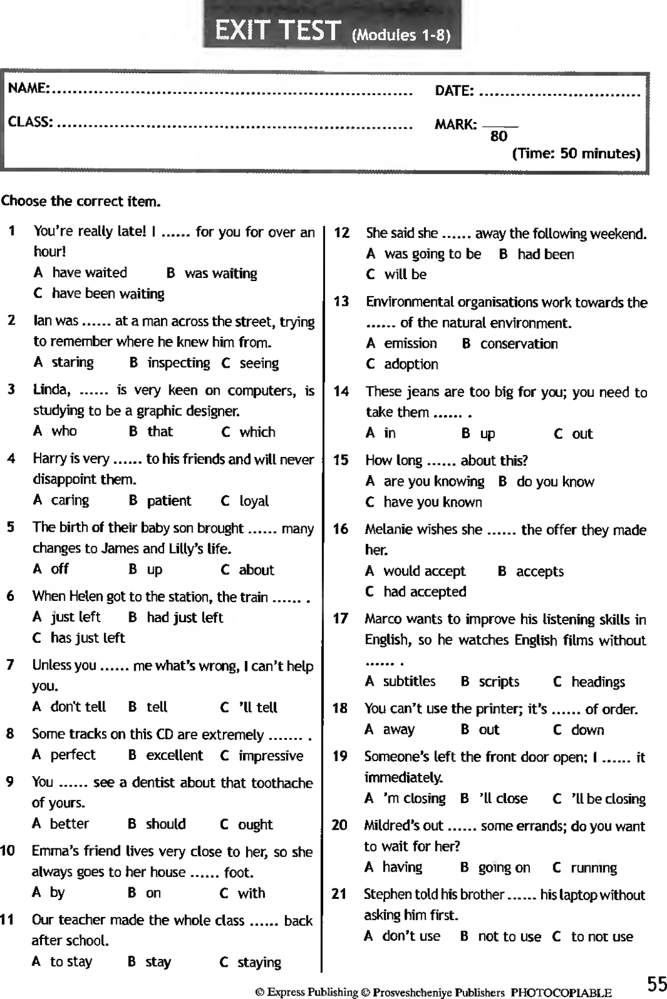 EXIT TEST (Modules 1-8)
NAME:...................................................................... DATE: ...............................
CLASS: ..................................................................... MARK: ____
80
(Time: 50 minutes)
Choose the correct item.
1 You're really late! I ...... for you for over an
hour!
A have waited B was waiting
C have been waiting
2 Ian was ...... at a man across the street, trying
to remember where he knew him from.
A staring B inspecting C seeing
3 Linda, ...... is very keen on computers, is
studying to be a graphic designer.
A who B that C which
4 Harry is very ...... to his friends and will never
disappoint them.
A caring B patient C loyal
5 The birth of their baby son brought ...... many
changes to James and Lilly's life.
A off B up C about
6 When Helen got to the station, the train ...... .
A just left B had just left
C has just left
7 Unless you ...... me what's wrong, I can't help
you.
A don't tell B tell C 'll tell
8 Some tracks on this CD are extremely ....... .
A perfect B excellent C impressive
9 You ...... see a dentist about that toothache
of yours.
A better B should C ought
10 Emma's friend lives very close to her, so she
always goes to her house ...... foot.
A by B on C with
11 Our teacher made the whole class ...... back
after school.
A to stay B stay C staying
12 She said she ...... away the following weekend.
A was going to be B had been
C will be
13 Environmental organisations work towards the
...... of the natural environment.
A emission B conservation
C adoption
14 These jeans are too big for you; you need to
take them ...... .
A in B up C out
15 How long ...... about this?
A are you knowing B do you know
C have you known
16 Melanie wishes she ...... the offer they made
her.
A would accept B accepts
C had accepted
17 Marco wants to improve his listening skills in
English, so he watches English films without
...... .
A subtitles B scripts C headings
18 You can't use the printer; it's ...... of order.
A away B out C down
19 Someone's left the front door open; I ...... it
immediately.
A 'm closing B 'll close C 'll be closing
20 Mildred's out ...... some errands; do you want
to wait for her?
A having B going on C running
21 Stephen told his brother ...... his laptop without
asking him first.
A don't use B not to use C to not use
55
© Express Publishing © Prosveshcheniye Publishers PHOTOCOPIABLE